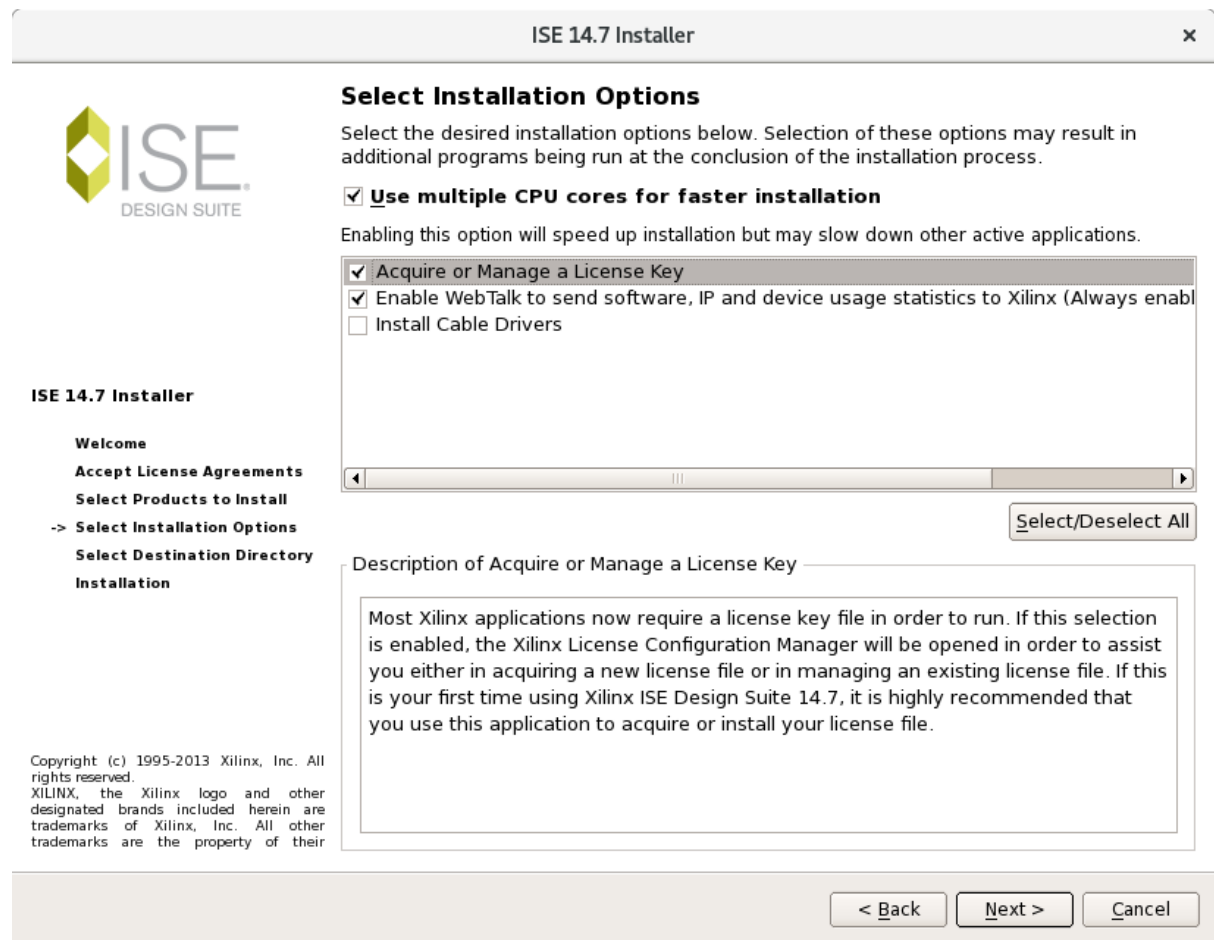 ISE 14.7 Installer
ISE®
DESIGN SUITE
ISE 14.7 Installer
Welcome
Accept License Agreements
Select Products to Install
-> Select Installation Options
Select Destination Directory
Installation
Copyright (c) 1995-2013 Xilinx, Inc. All
rights reserved.
XILINX, the Xilinx logo and other
designated brands included herein are
trademarks of Xilinx, Inc. All other
trademarks are the property of their
Select Installation Options
Select the desired installation options below. Selection of these options may result in
additional programs being run at the conclusion of the installation process.
Use multiple CPU cores for faster installation
Enabling this option will speed up installation but may slow down other active applications.
Acquire or Manage a License Key
Enable WebTalk to send software, IP and device usage statistics to Xilinx (Always enabl
Install Cable Drivers
Select/Deselect All
Description of Acquire or Manage a License Key
Most Xilinx applications now require a license key file in order to run. If this selection
is enabled, the Xilinx License Configuration Manager will be opened in order to assist
you either in acquiring a new license file or in managing an existing license file. If this
is your first time using Xilinx ISE Design Suite 14.7, it is highly recommended that
you use this application to acquire or install your license file.
< Back
Next >
Cancel